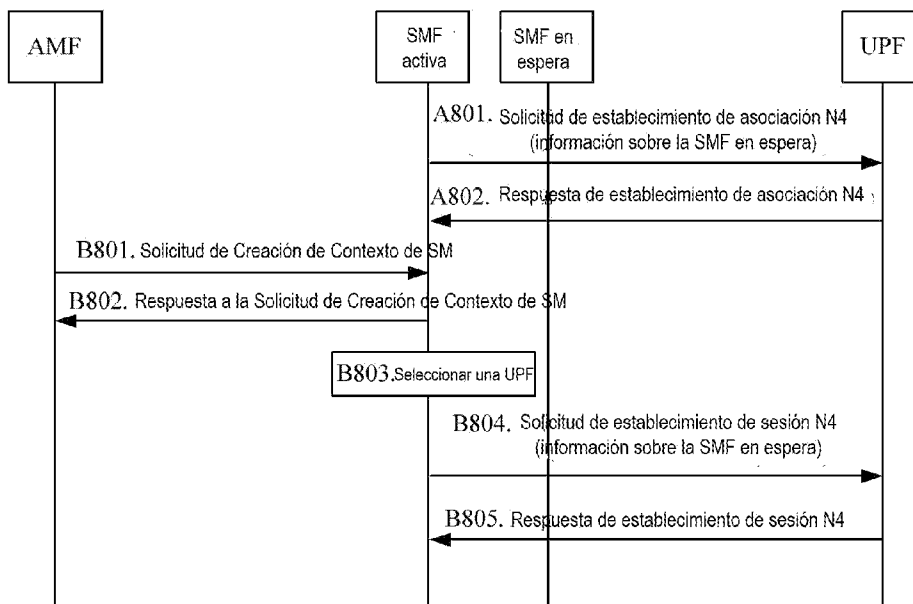 AMF
SMF
activa
SMF en
espera
UPF
A801. Solicitud de establecimiento de asociación N4
(información sobre la SMF en espera)
A802. Respuesta de establecimiento de asociación N4
B801. Solicitud de Creación de Contexto de SM
B802. Respuesta a la Solicitud de Creación de Contexto de SM
B803. Seleccionar una UPF
B804. Solicitud de establecimiento de sesión N4
(información sobre la SMF en espera)
B805. Respuesta de establecimiento de sesión N4